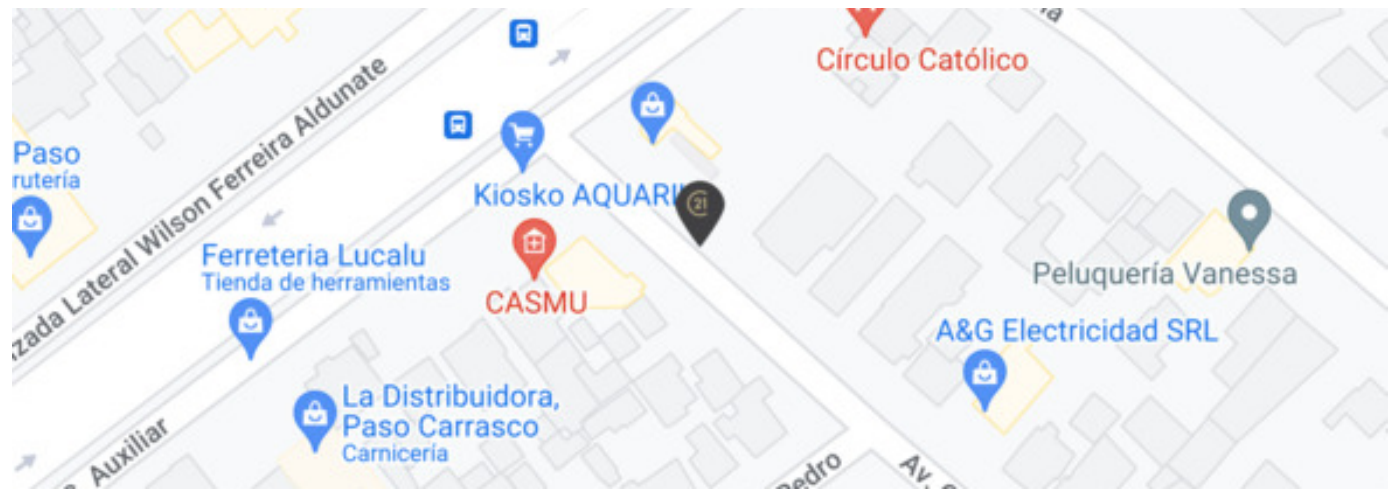 Círculo Católico
Paso
rutería
zada Lateral Wilson Ferreira Aldunate
Kiosko AQUARI
21
Ferreteria Lucalu
Tienda de herramientas
CASMU
Peluquería Vanessa
A&G Electricidad SRL
La Distribuidora,
Paso Carrasco
Carnicería
Auxiliar
edro
Av.